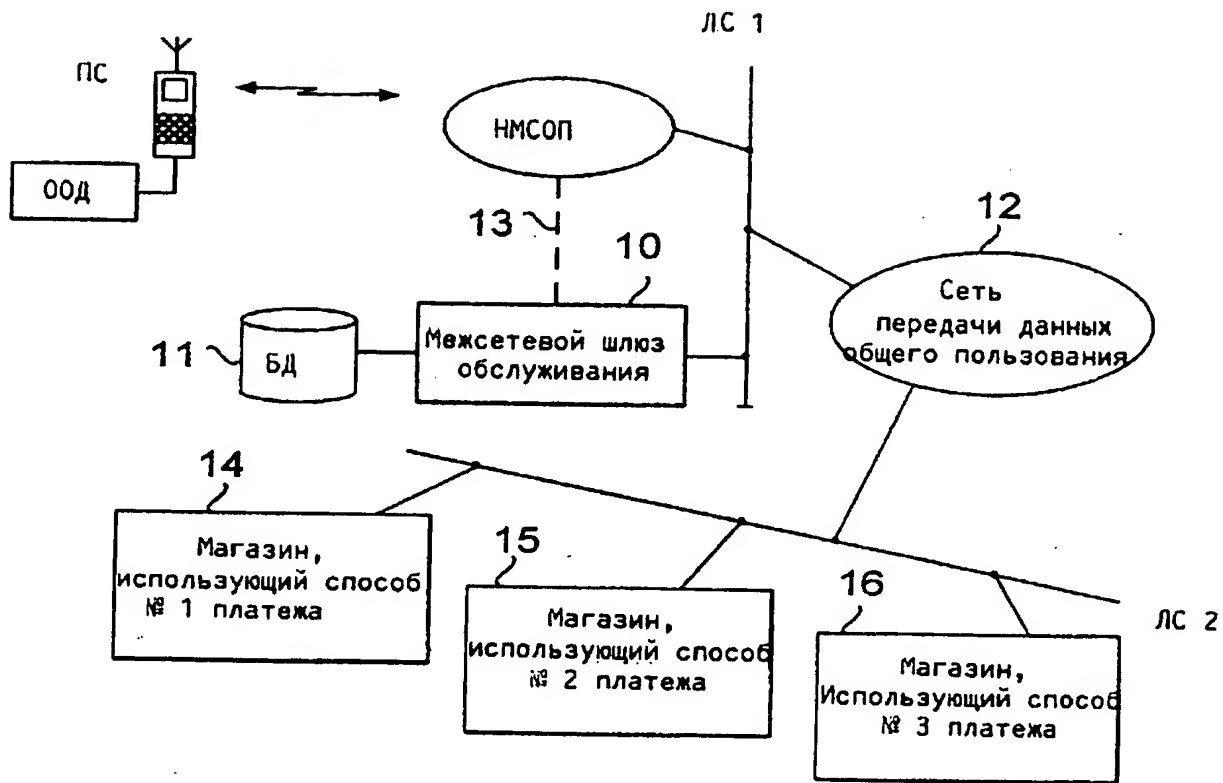 ЛС 1
ПС
НМСОП
ООД
13
10
12
Сеть
передачи данных
общего пользования
11
БД
Межсетевой шлюз
обслуживания
14
Магазин,
использующий способ
№ 1 платежа
15
Магазин,
использующий способ
№ 2 платежа
16
Магазин,
Использующий способ
№ 3 платежа
ЛС 2